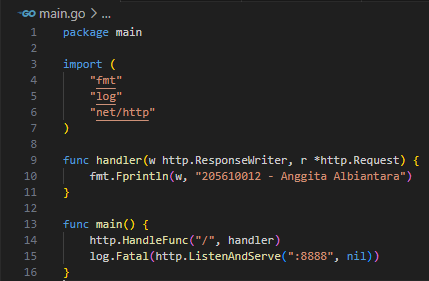 main.go > ...
1 package main
2
3 import (
4     "fmt"
5     "log"
6     "net/http"
7 )
8
9 func handler(w http.ResponseWriter, r *http.Request) {
10     fmt.Fprintln(w, "205610012 - Anggita Albiantara")
11 }
12
13 func main() {
14     http.HandleFunc("/", handler)
15     log.Fatal(http.ListenAndServe(":8888", nil))
16 }